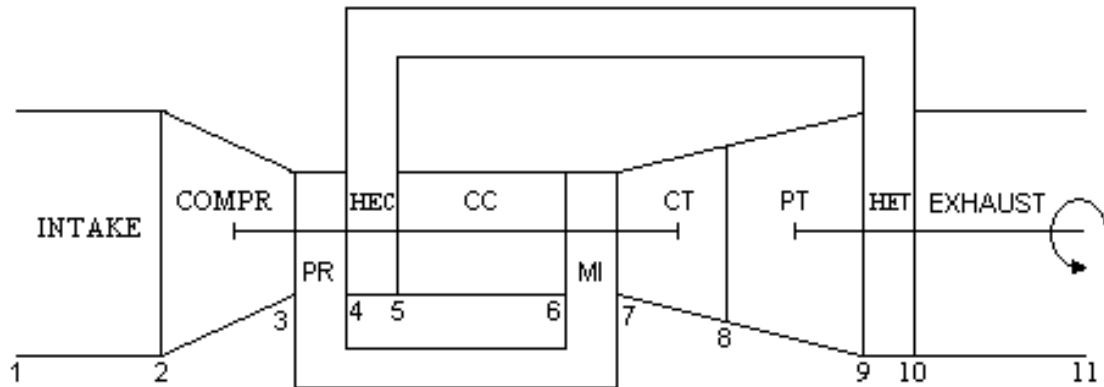 INTAKE
COMPR
HEC
CC
CT
PT
HET
EXHAUST
PR
MI
1
2
3
4
5
6
7
8
9
10
11